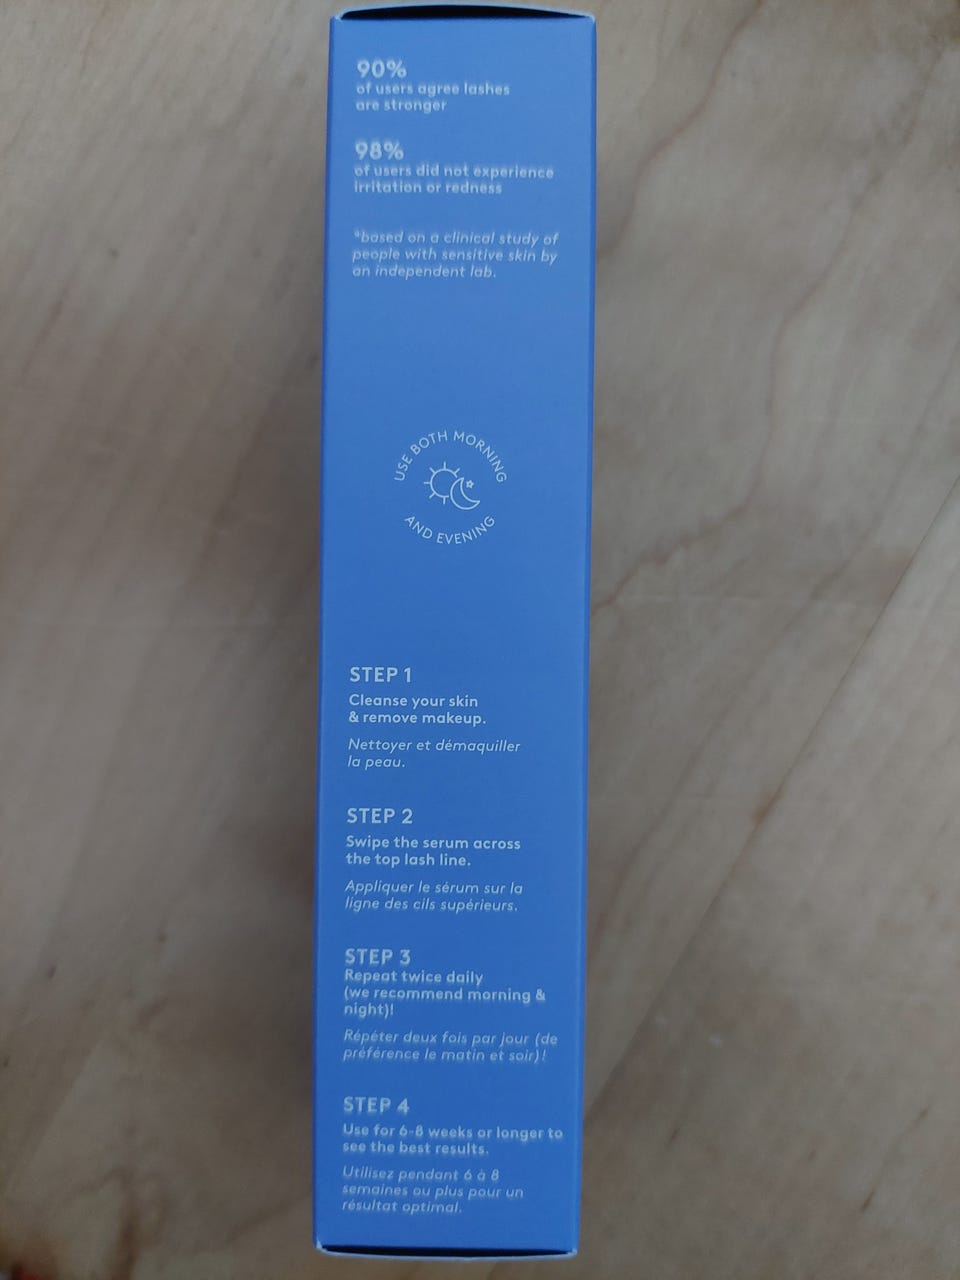 90%
of users agree lashes
are stronger
98%
of users did not experience
irritation or redness
*based on a clinical study of
people with sensitive skin by
an independent lab.
USE BOTH MORNING
AND EVENING
STEP 1
Cleanse your skin
& remove makeup.
Nettoyer et démaquiller
la peau.
STEP 2
Swipe the serum across
the top lash line.
Appliquer le sérum sur la
ligne des cils supérieurs.
STEP 3
Repeat twice daily
(we recommend morning &
night)!
Répéter deux fois par jour (de
préférence le matin et soir)!
STEP 4
Use for 6-8 weeks or longer to
see the best results.
Utilisez pendant 6 à 8
semaines ou plus pour un
résultat optimal.